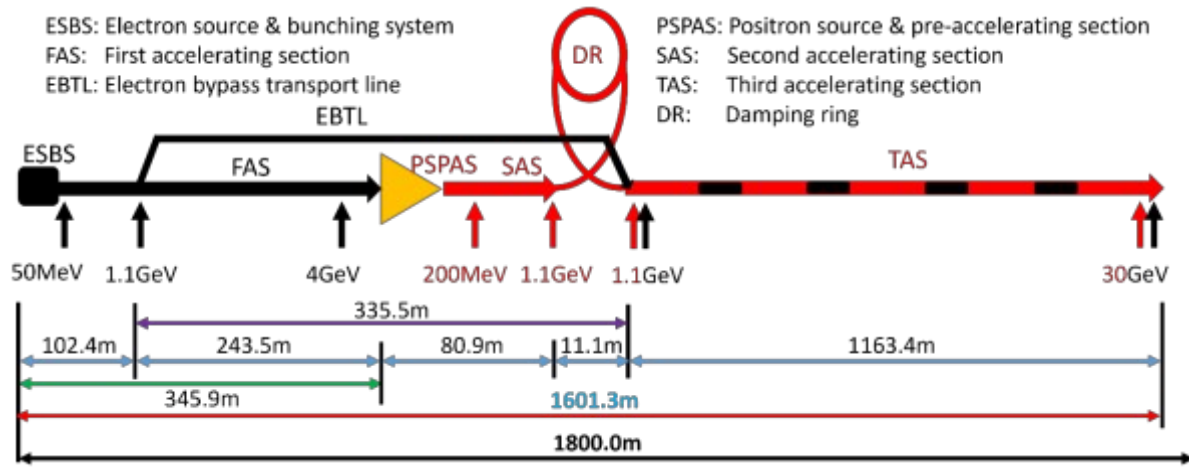 ESBS: Electron source & bunching system
FAS: First accelerating section
EBTL: Electron bypass transport line
PSPAS: Positron source & pre-accelerating section
SAS: Second accelerating section
TAS: Third accelerating section
DR: Damping ring
DR
EBTL
ESBS
FAS
PSPAS
SAS
TAS
50MeV
1.1GeV
4GeV
200MeV
1.1GeV
1.1GeV
30GeV
335.5m
102.4m
243.5m
80.9m
11.1m
1163.4m
345.9m
1601.3m
1800.0m